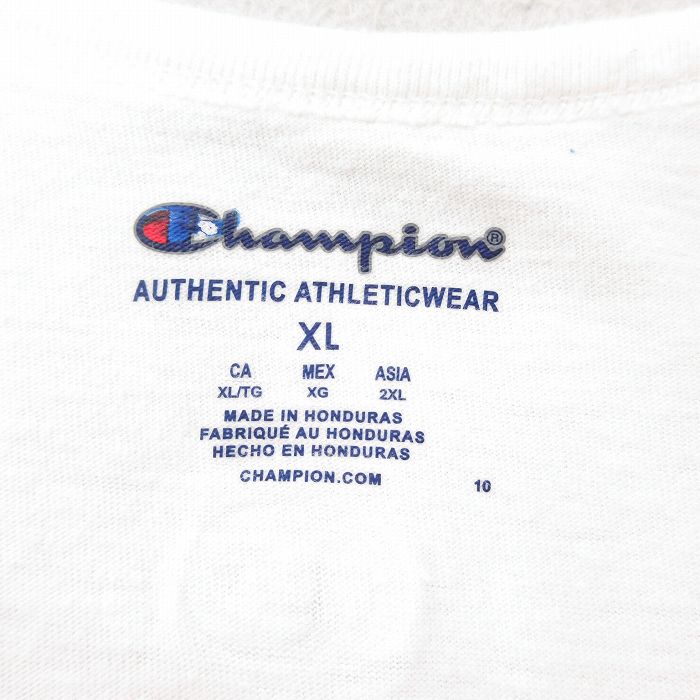 Champion®
AUTHENTIC ATHLETICWEAR
XL
CA MEX ASIA
XL/TG XG 2XL
MADE IN HONDURAS
FABRIQUÉ AU HONDURAS
HECHO EN HONDURAS
CHAMPION.COM
10